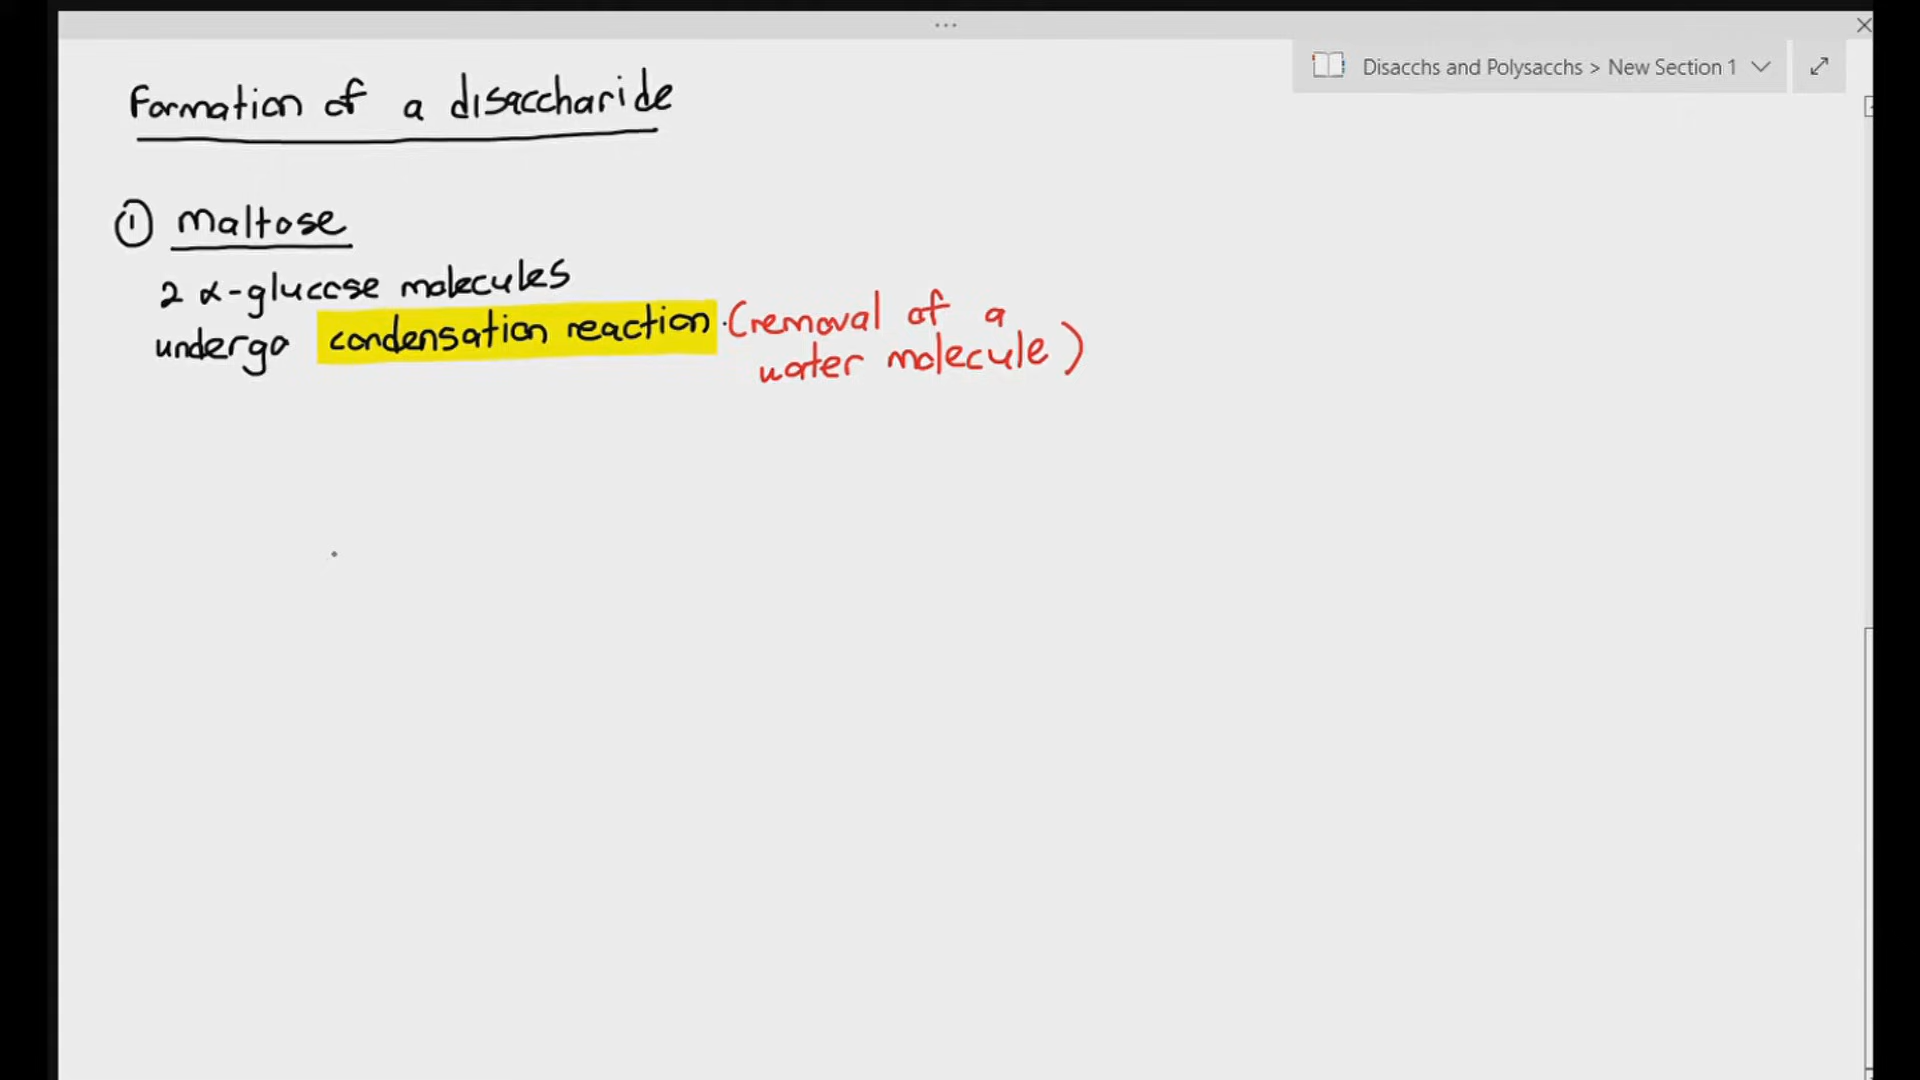 Disacchs and Polysacchs > New Section 1
Formation of a disaccharide
① Maltose
2 α-glucose molecules
undergo condensation reaction (removal of a
water molecule)